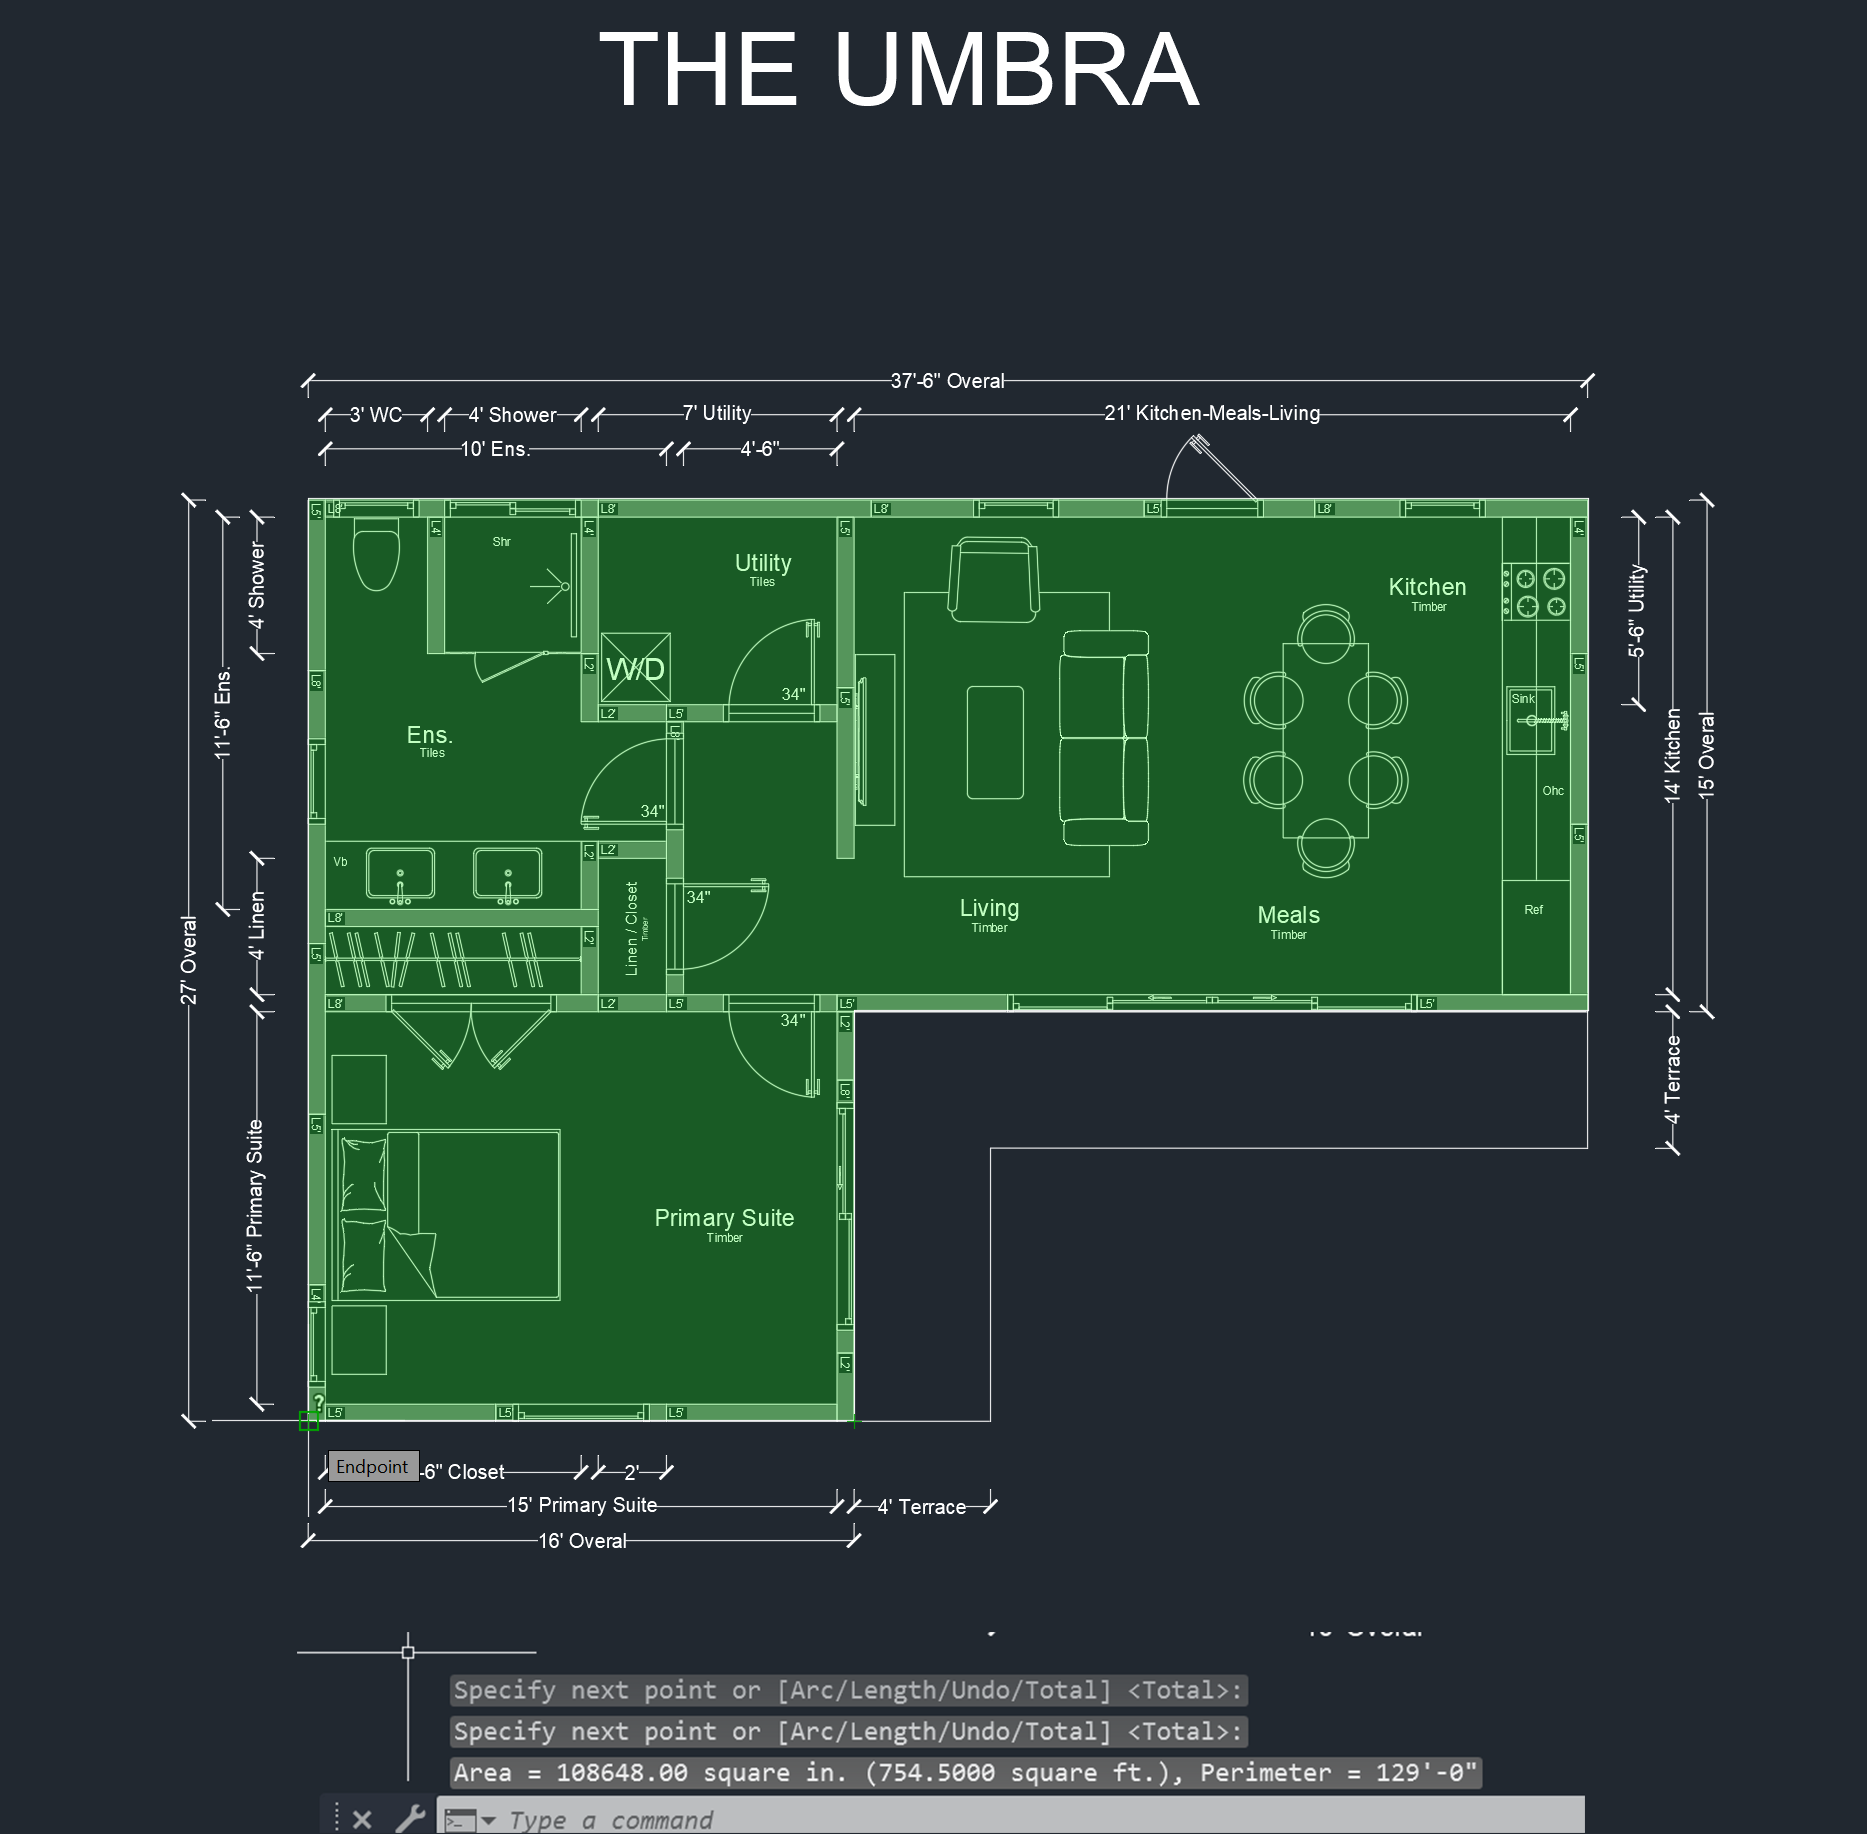 THE UMBRA
37'-6" Overal
3' WC
4' Shower
7' Utility
21' Kitchen-Meals-Living
10' Ens.
4'-6"
L5'
L8'
L8'
L5'
L8'
L5'
L8'
L4'
L4'
L4'
Shr
Utility
Tiles
Kitchen
Timber
4' Shower
5'-6" Utility
W/D
34"
L2'
L8'
L5'
L5'
Sink
L2'
L5'
L8'
11'-6" Ens.
Ens.
Tiles
14' Kitchen
15' Overal
Ohc
34"
Vb
L2'
L2'
L5'
34"
Living
Timber
Meals
Timber
Ref
L8'
Linen / Closet
Timber
4' Linen
L5'
L2'
27' Overal
L8'
L2'
L5'
L5'
L5'
34"
L2'
4' Terrace
L8'
L5'
11'-6" Primary Suite
Primary Suite
Timber
L4'
L2'
?
L5'
L5'
L5'
Endpoint
-6" Closet
2'
15' Primary Suite
4' Terrace
16' Overal
Specify next point or [Arc/Length/Undo/Total] <Total>:
Specify next point or [Arc/Length/Undo/Total] <Total>:
Area = 108648.00 square in. (754.5000 square ft.), Perimeter = 129'-0"
Type a command